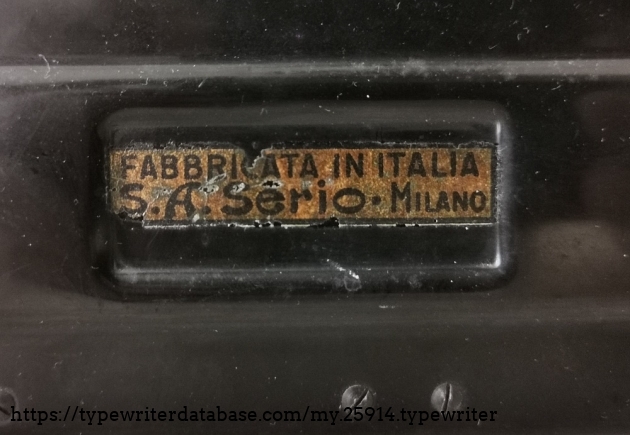 FABBRICATA IN ITALIA
S.A. Serio · MILANO
https://typewriterdatabase.com/my.25914.typewriter